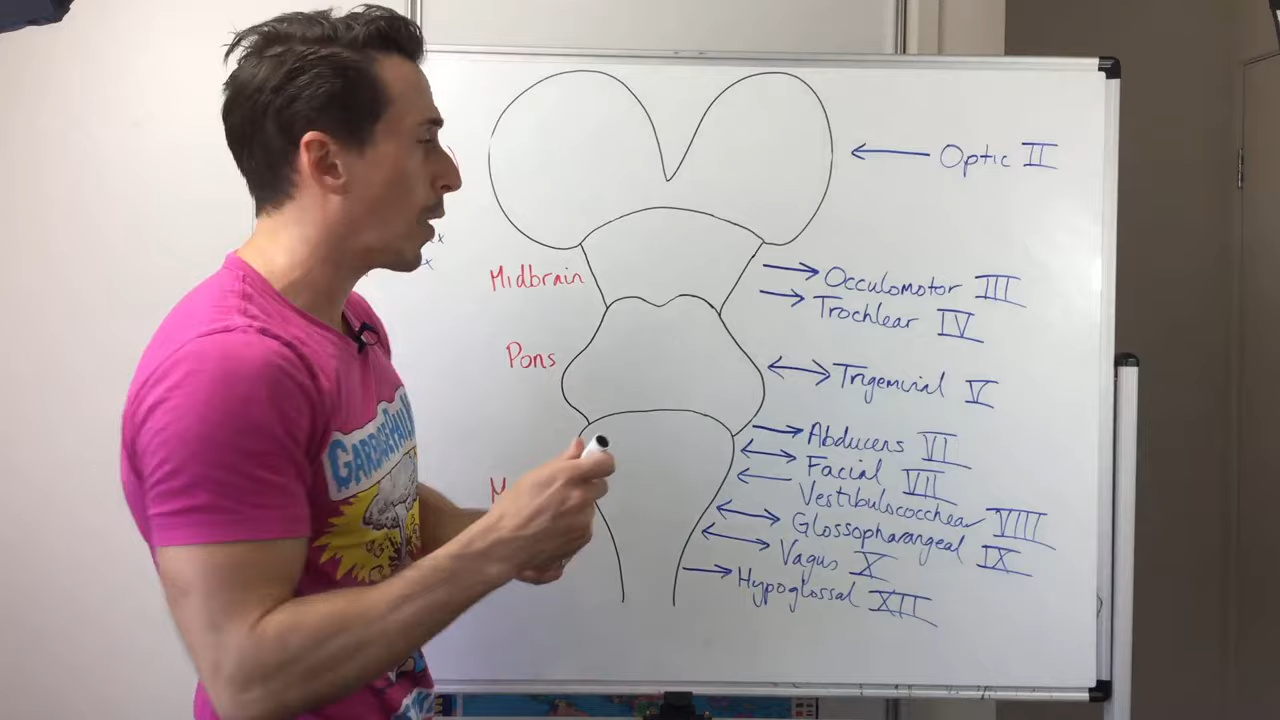 Optic II
Midbrain
Occulomotor III
Trochlear IV
Pons
Trigeminal V
Abducens VI
Facial VII
Vestibulococchlear VIII
Glossopharangeal IX
Vagus X
Hypoglossal XII
x
x